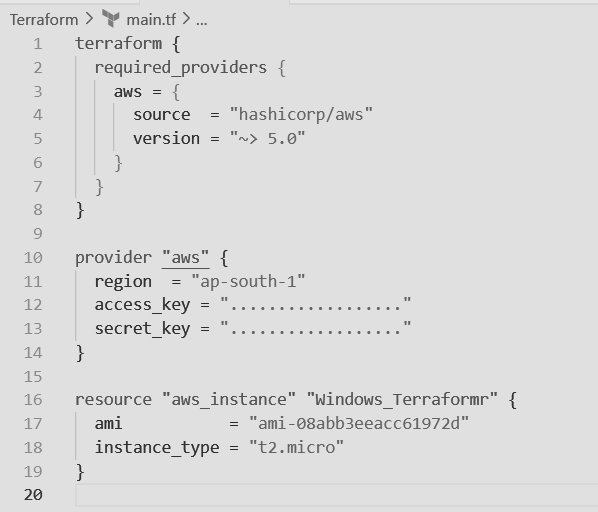 Terraform > main.tf > ...
1 terraform {
2   required_providers {
3     aws = {
4       source  = "hashicorp/aws"
5       version = "~> 5.0"
6     }
7   }
8 }
9
10 provider "aws" {
11   region  = "ap-south-1"
12   access_key = ".................."
13   secret_key = ".................."
14 }
15
16 resource "aws_instance" "Windows_Terraformr" {
17   ami           = "ami-08abb3eeacc61972d"
18   instance_type = "t2.micro"
19 }
20